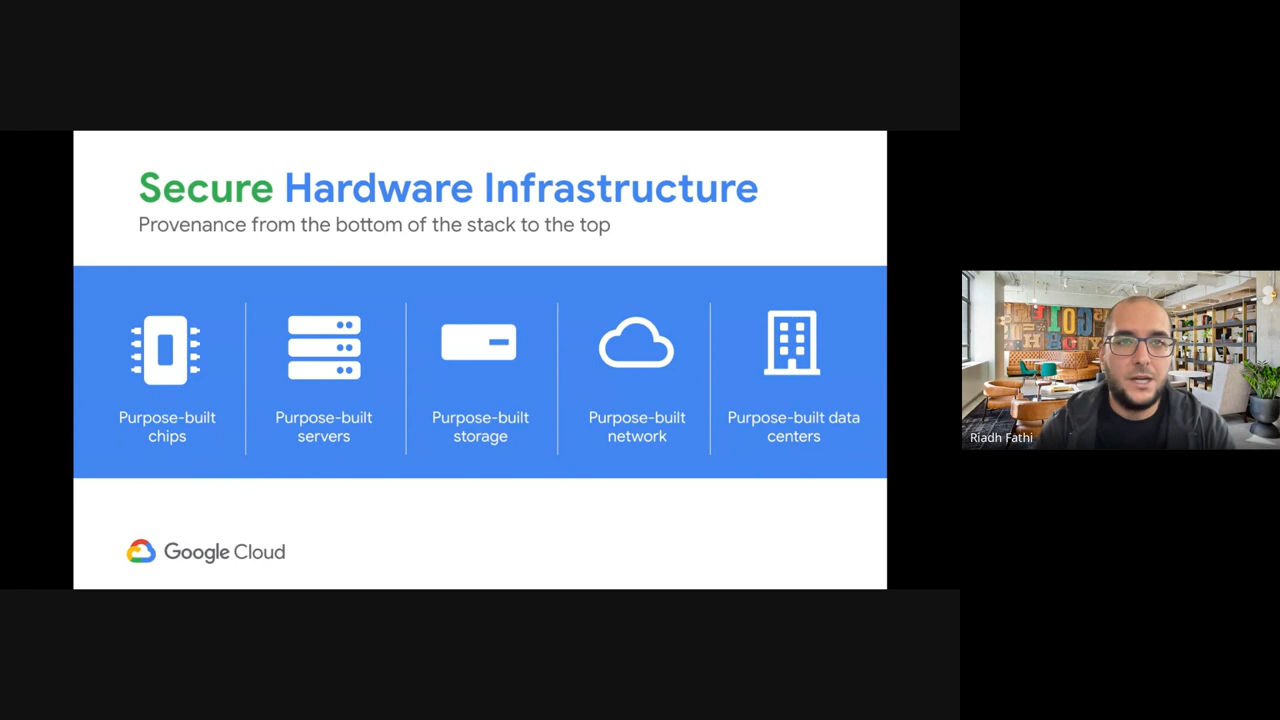 Secure Hardware Infrastructure
Provenance from the bottom of the stack to the top
Purpose-built
chips
Purpose-built
servers
Purpose-built
storage
Purpose-built
network
Purpose-built data
centers
Google Cloud
Riadh Fathi